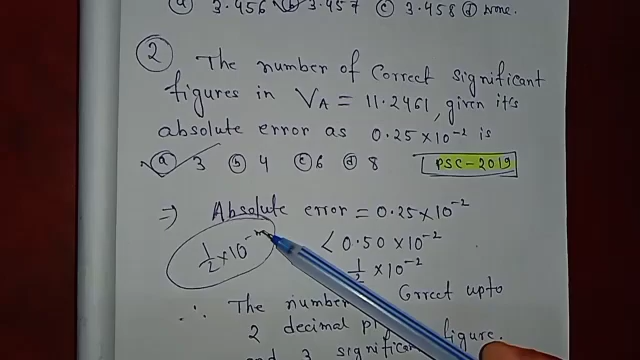 (a) 3.456 (b) 3.457 (c) 3.458 (d) None.
(2) The number of Correct significant
figures in V_A = 11.2461, given its
absolute error as 0.25×10⁻² is
(a) 3 (b) 4 (c) 6 (d) 8 PSC-2019
⇒ Absolute error = 0.25×10⁻²
1/2 ×10⁻ⁿ < 0.50×10⁻²
1/2 ×10⁻²
∴ The number Correct upto
2 decimal figure.
and 3 significant